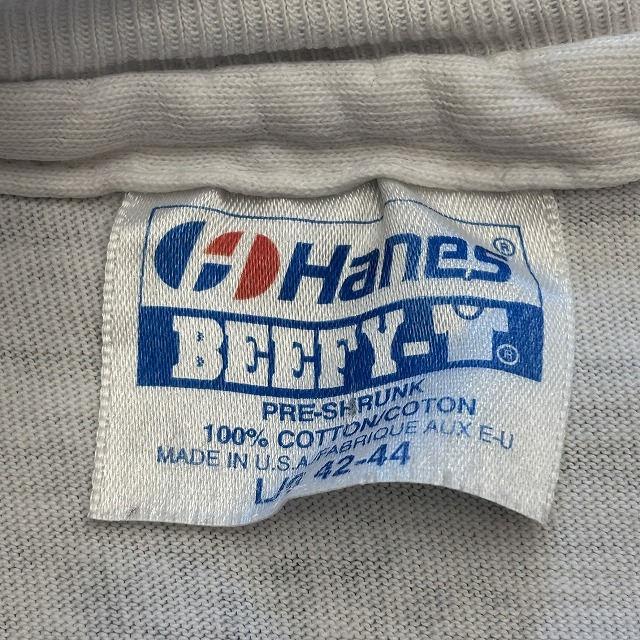 Hanes®
BEEFY-T®
PRE-SHRUNK
100% COTTON/COTON
MADE IN U.S.A/FABRIQUE AUX E-U
L/G 42-44